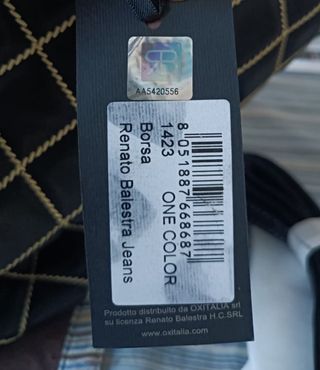 RB
AA5420556
8 051887 668687
1423 ONE COLOR
Borsa
Renato Balestra Jeans
Prodotto distribuito da OXITALIA srl
su licenza Renato Balestra H.C.SRL
www.oxitalia.com